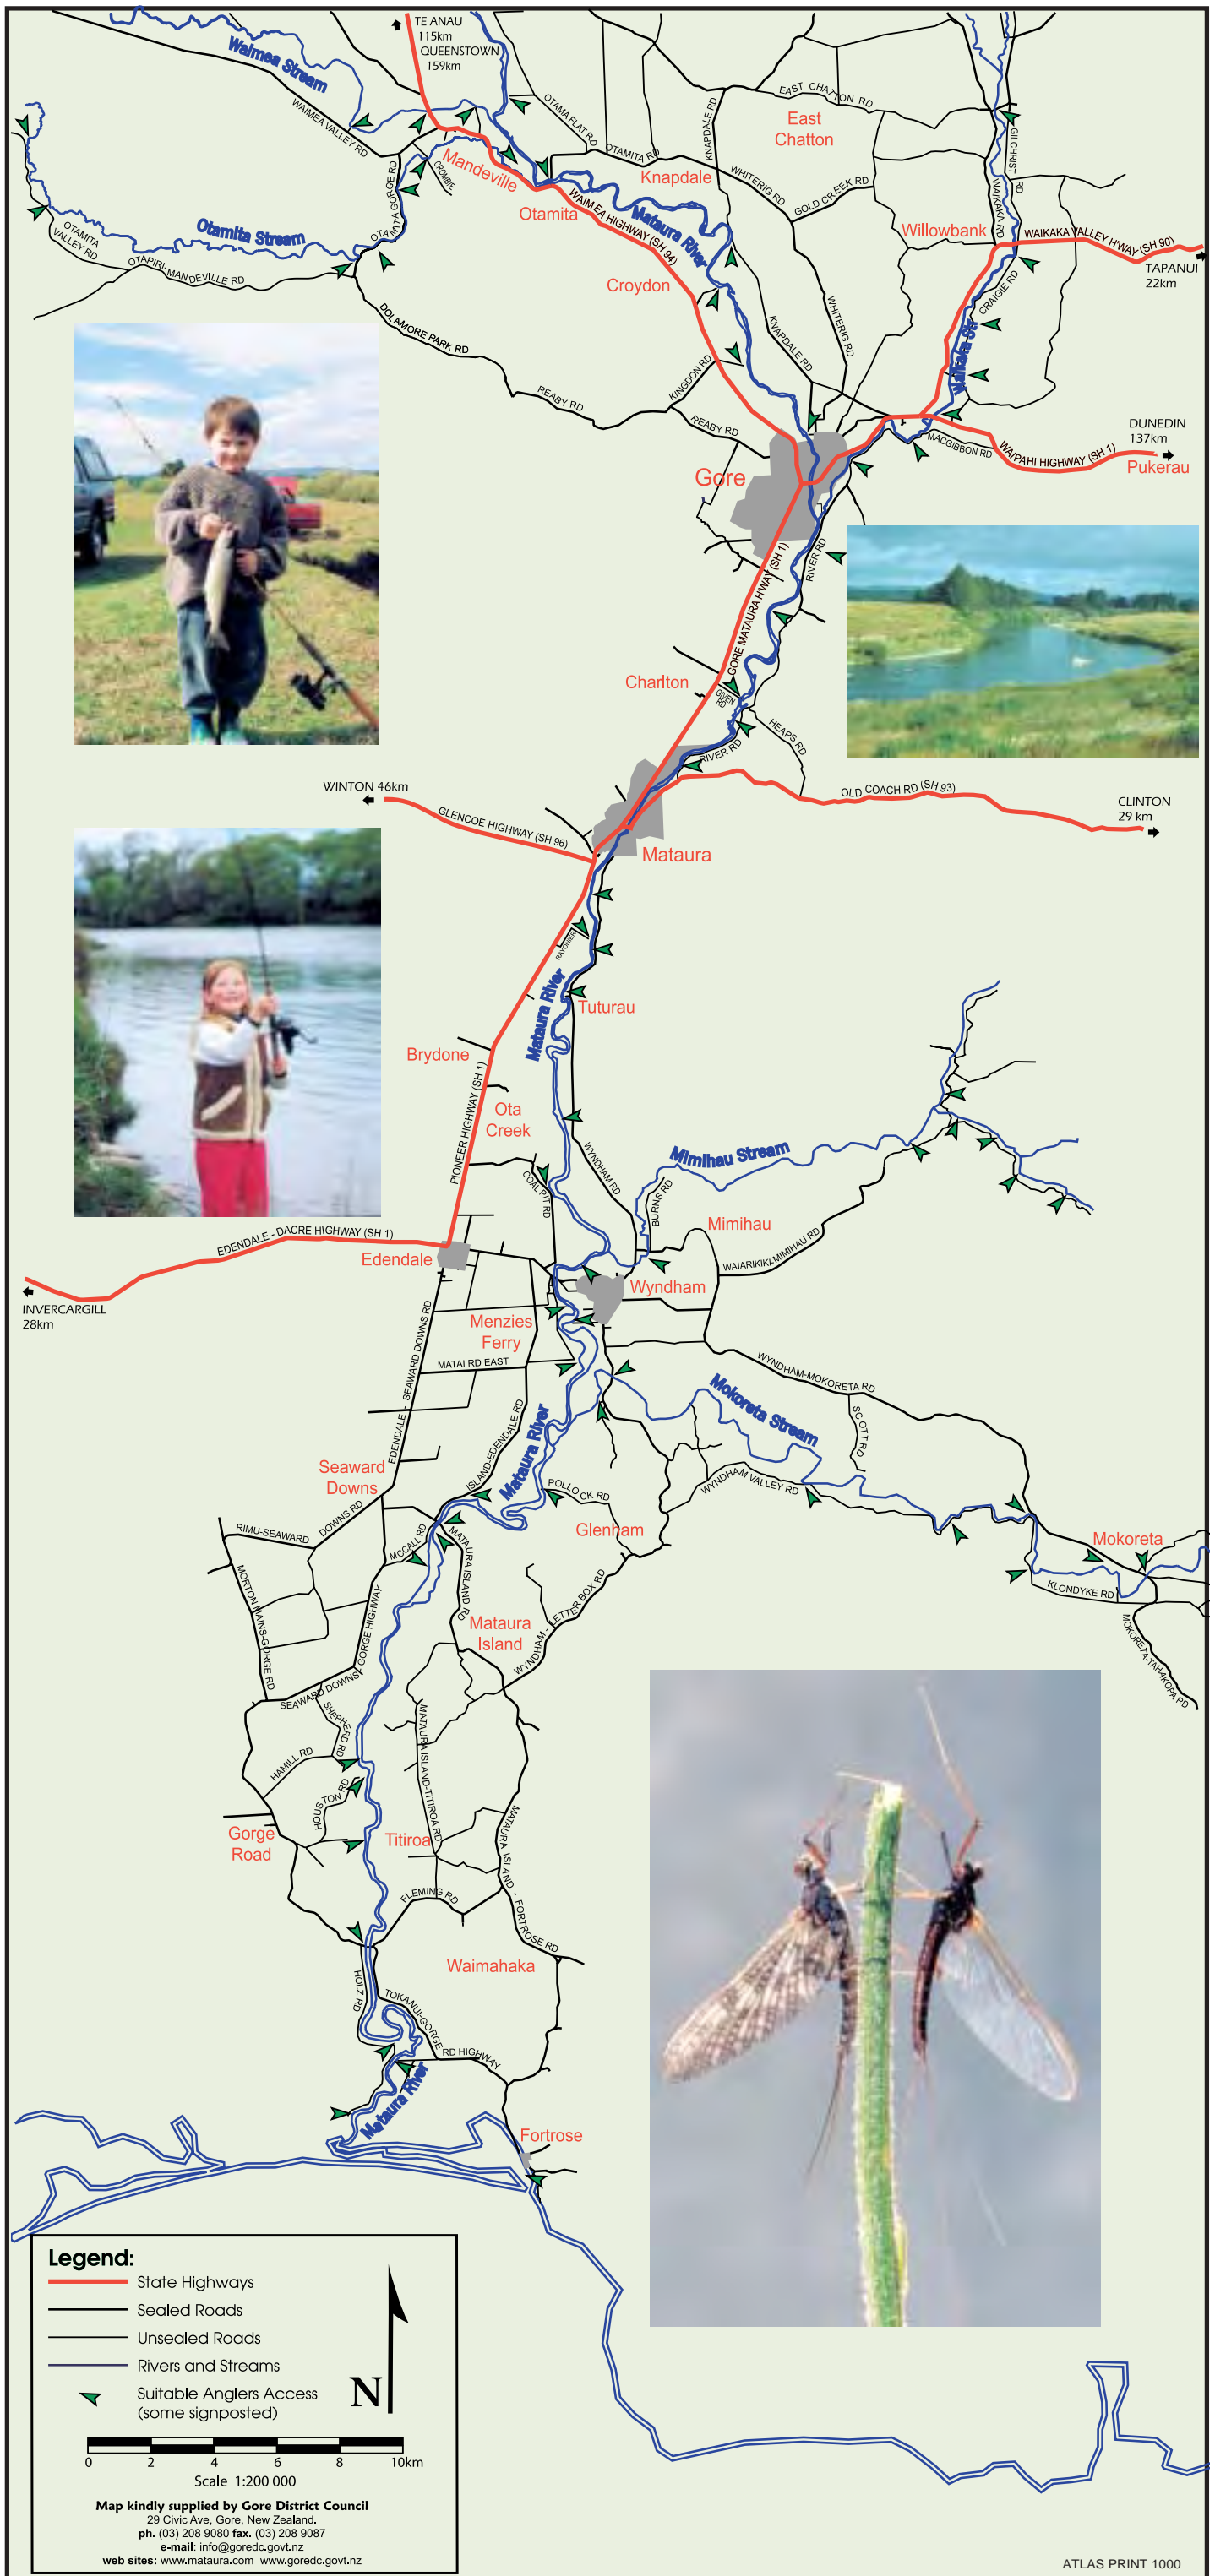 TE ANAU
115km
QUEENSTOWN
159km
Waimea Stream
WAIMEA VALLEY RD
OTAMA FLAT RD
KNAPDALE RD
EAST CHATTON RD
East
Chatton
GILCHRIST
RD
CROMBIE
Mandeville
OTAMITA RD
Knapdale
WHITERIG RD
GOLD CREEK RD
WAIKAKA RD
OTAMITA
VALLEY RD
Otamita Stream
OTAMATA GORGE RD
Otamita
WAIMEA HIGHWAY (SH 94)
Mataura River
Willowbank
WAIKAKA VALLEY H'WAY (SH 90)
TAPANUI
22km
OTAPIRI-MANDEVILLE RD
Croydon
CRAIGIE RD
DOLAMORE PARK RD
KNAPDALE RD
WHITERIG RD
Waikaka Str
KINGDON RD
REABY RD
REABY RD
DUNEDIN
137km
MACGIBBON RD
WAIPAHI HIGHWAY (SH 1)
Pukerau
Gore
RIVER RD
GORE MATAURA H'WAY (SH 1)
Charlton
GIVEN
RD
HEAPS RD
RIVER RD
WINTON 46km
GLENCOE HIGHWAY (SH 96)
OLD COACH RD (SH 93)
CLINTON
29 km
Mataura
RAYONIER
Mataura River
Tuturau
Brydone
PIONEER HIGHWAY (SH 1)
Ota
Creek
COAL PIT RD
WYNDHAM RD
Mimihau Stream
BURNS RD
Mimihau
WAIARIKIKI-MIMIHAU RD
EDENDALE - DACRE HIGHWAY (SH 1)
Edendale
Wyndham
INVERCARGILL
28km
EDENDALE - SEAWARD DOWNS RD
Menzies
Ferry
MATAI RD EAST
WYNDHAM-MOKORETA RD
Mokoreta Stream
SCOTT RD
ISLAND-EDENDALE RD
Mataura River
Seaward
Downs
POLLOCK RD
WYNDHAM VALLEY RD
Glenham
RIMU-SEAWARD
DOWNS RD
MCCALL RD
MATAURA ISLAND RD
Mokoreta
KLONDYKE RD
MOKORETA-TAHAKOPA RD
MORTON MAINS-GORGE RD
GORGE HIGHWAY
SEAWARD DOWNS
Mataura
Island
WYNDHAM - LETTER BOX RD
SHEPHERD RD
HAMILL RD
HOUSTON RD
MATAURA ISLAND-TITIROA RD
Gorge
Road
Titiroa
MATAURA ISLAND - FORTROSE RD
FLEMING RD
Waimahaka
HOLZ RD
TOKANUI-GORGE
RD HIGHWAY
Mataura River
Fortrose
Legend:
State Highways
Sealed Roads
Unsealed Roads
Rivers and Streams
Suitable Anglers Access
(some signposted)
N
0 2 4 6 8 10km
Scale 1:200 000
Map kindly supplied by Gore District Council
29 Civic Ave, Gore, New Zealand.
ph. (03) 208 9080 fax. (03) 208 9087
e-mail: info@goredc.govt.nz
web sites: www.mataura.com www.goredc.govt.nz
ATLAS PRINT 1000